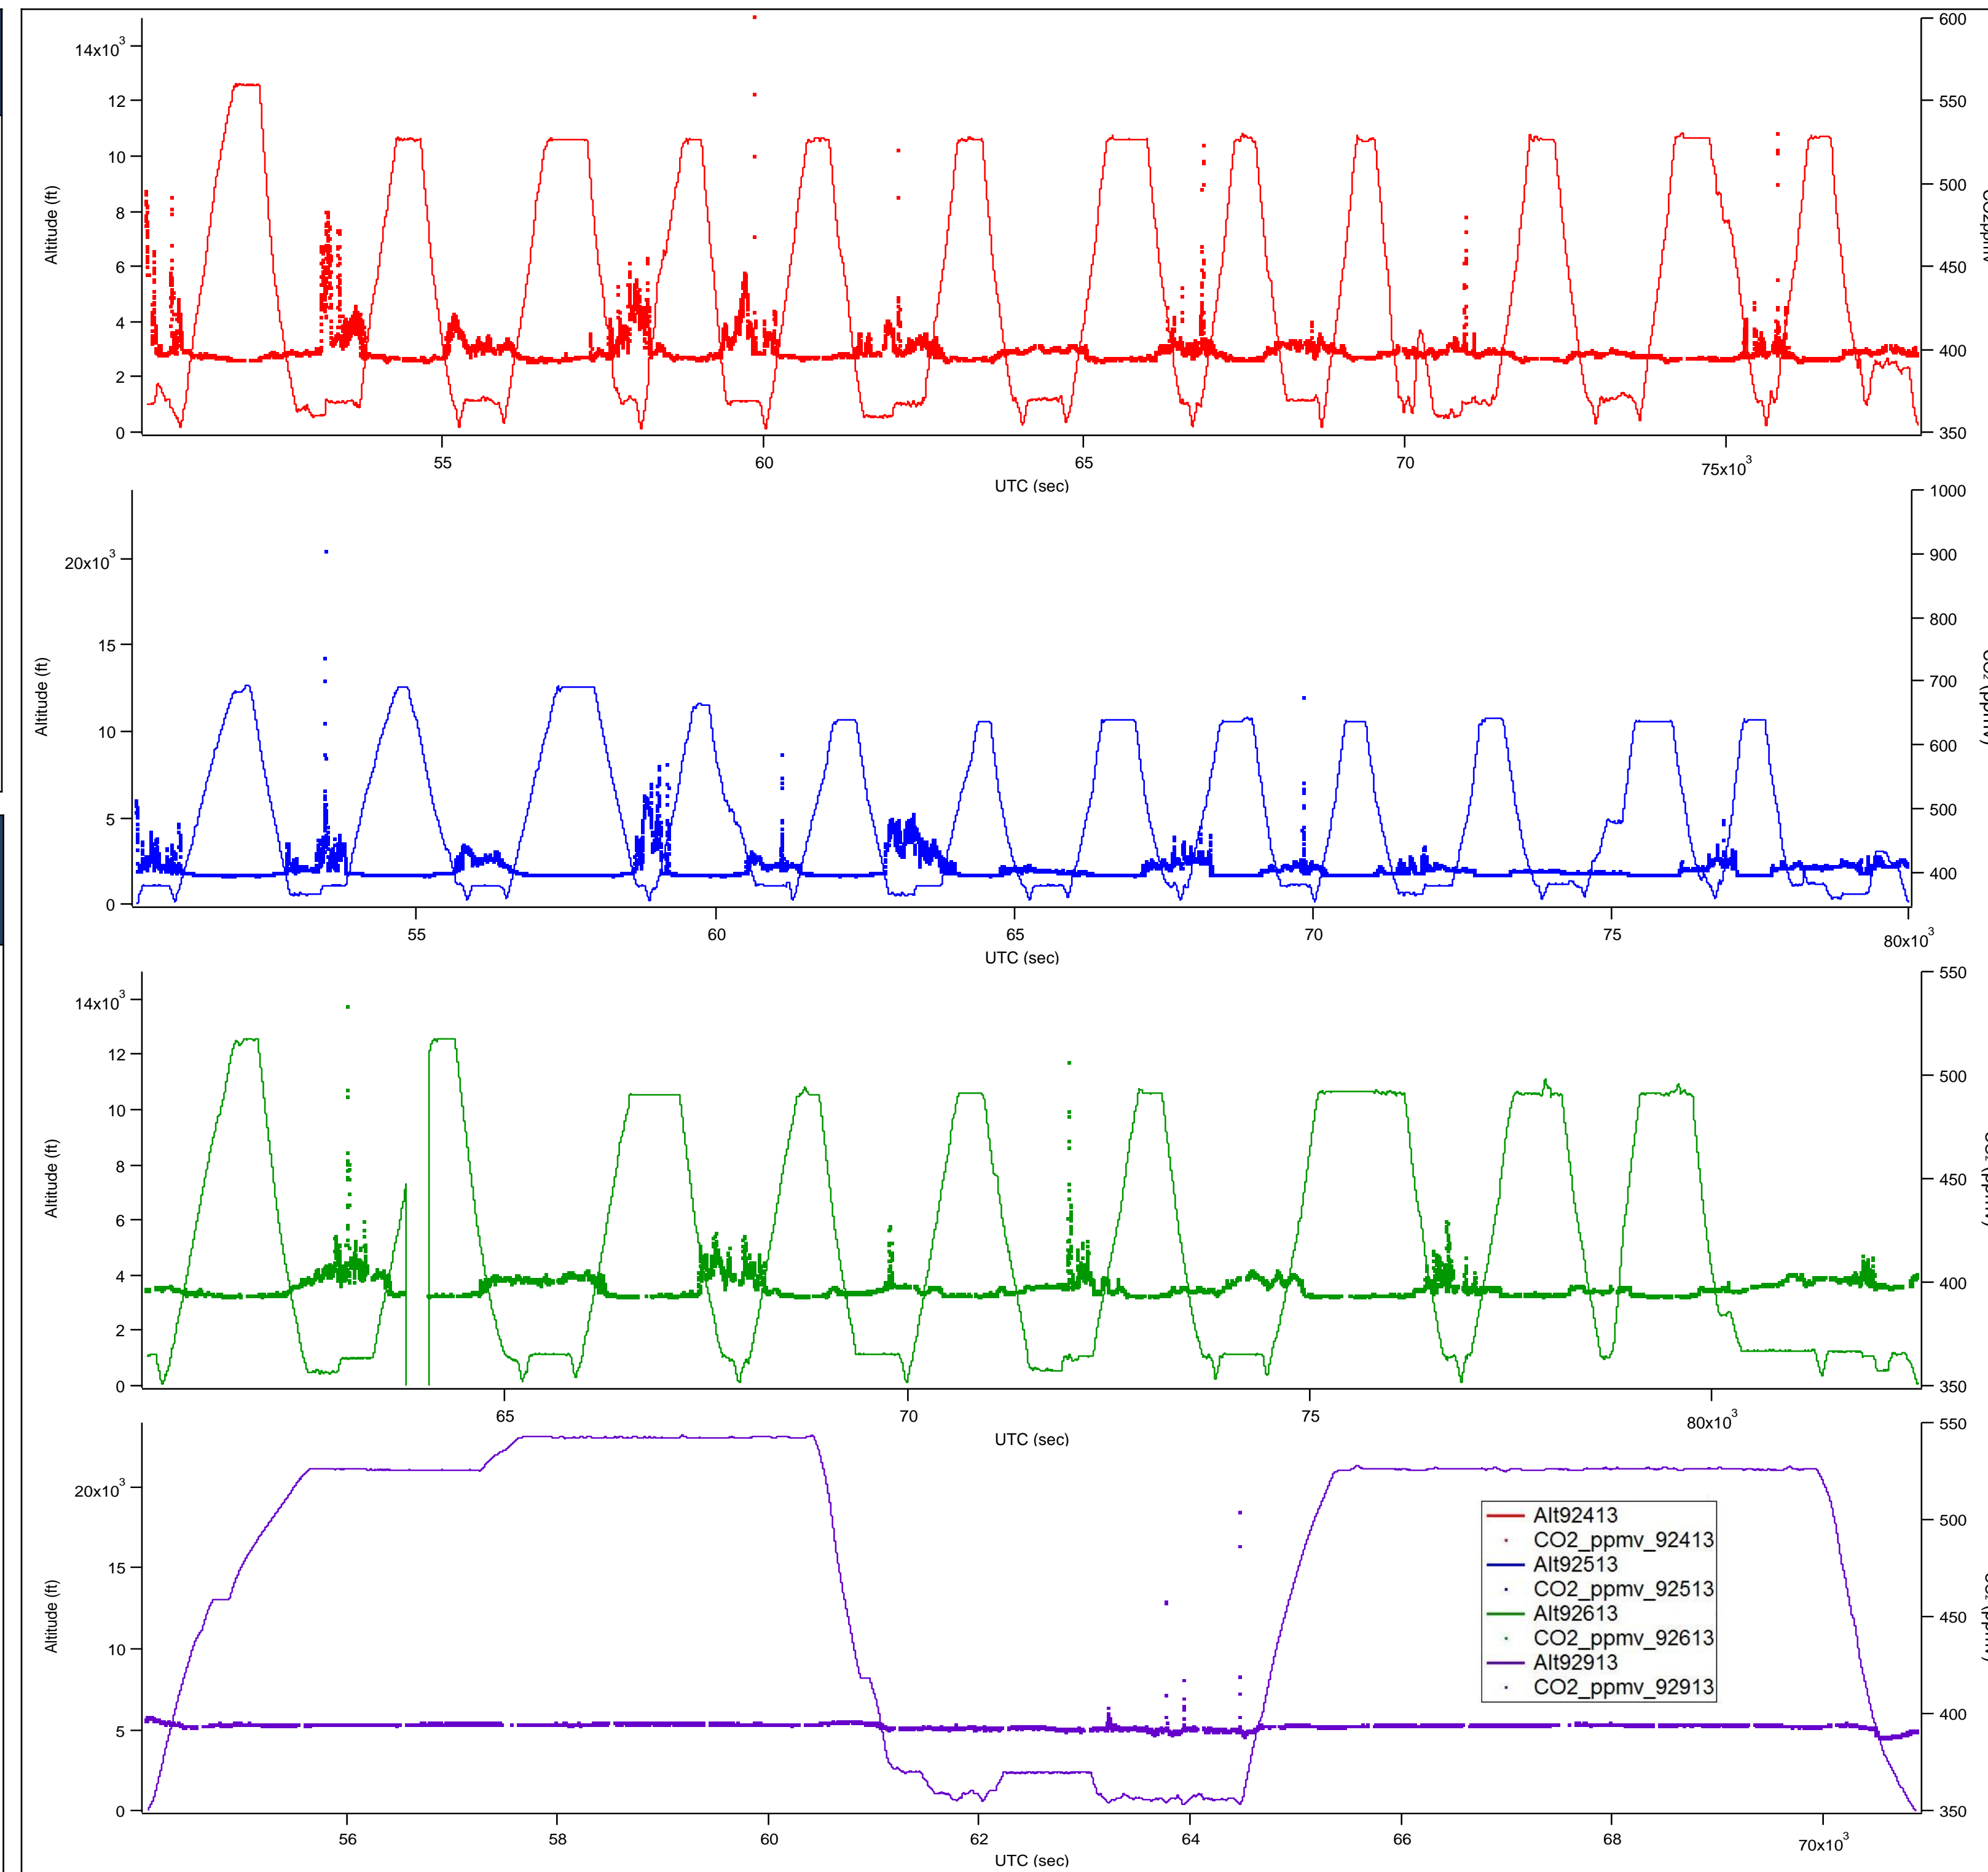 14x10³
12
10
8
6
4
2
0
Altitude (ft)
600
550
500
450
400
350
55
60
65
70
75x10³
UTC (sec)
20x10³
15
10
5
0
Altitude (ft)
1000
900
800
700
600
500
400
55
60
65
70
75
80x10³
UTC (sec)
14x10³
12
10
8
6
4
2
0
Altitude (ft)
550
500
450
400
350
65
70
75
80x10³
UTC (sec)
20x10³
15
10
5
0
Altitude (ft)
550
500
450
400
350
Alt92413
CO2_ppmv_92413
Alt92513
CO2_ppmv_92513
Alt92613
CO2_ppmv_92613
Alt92913
CO2_ppmv_92913
56
58
60
62
64
66
68
70x10³
UTC (sec)